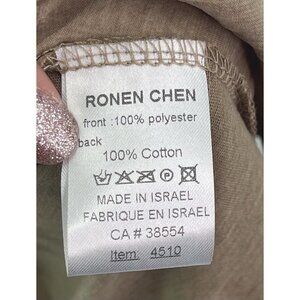 RONEN CHEN
front :100% polyester
back
100% Cotton
MADE IN ISRAEL
FABRIQUE EN ISRAEL
CA # 38554
Item: 4510